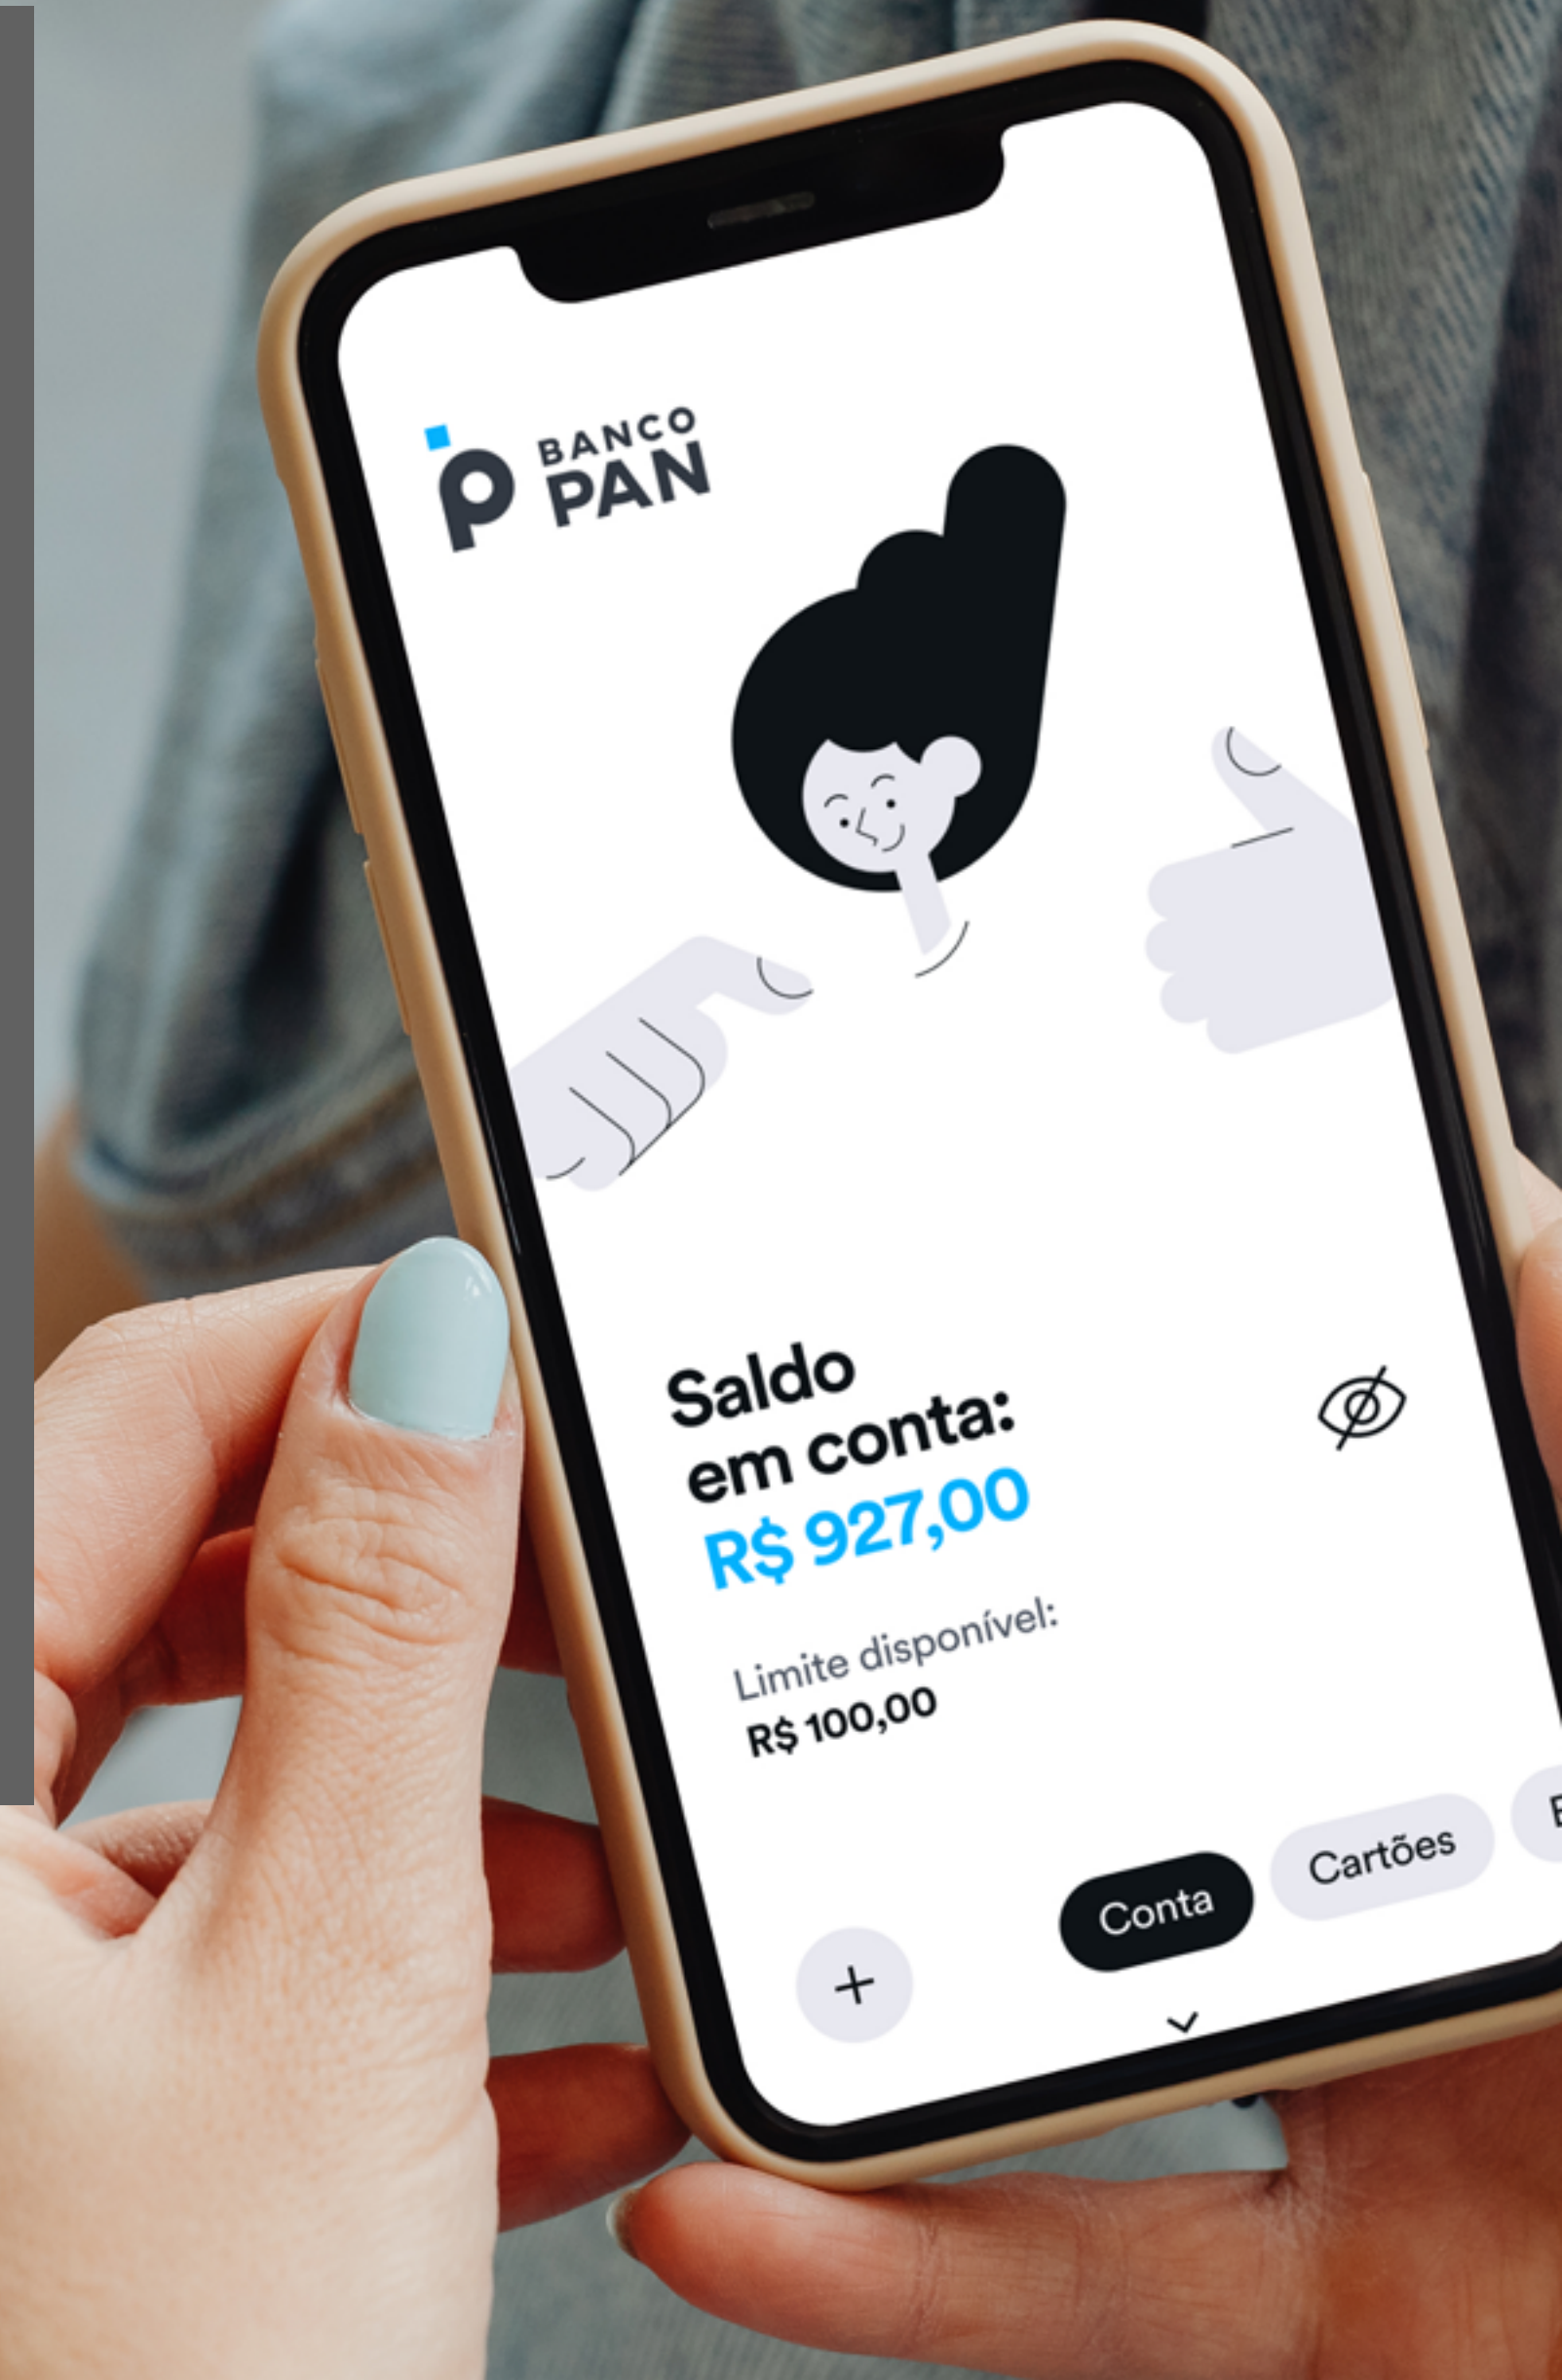 BANCO
PAN
Saldo
em conta:
R$ 927,00
Limite disponível:
R$ 100,00
Conta
Cartões
+